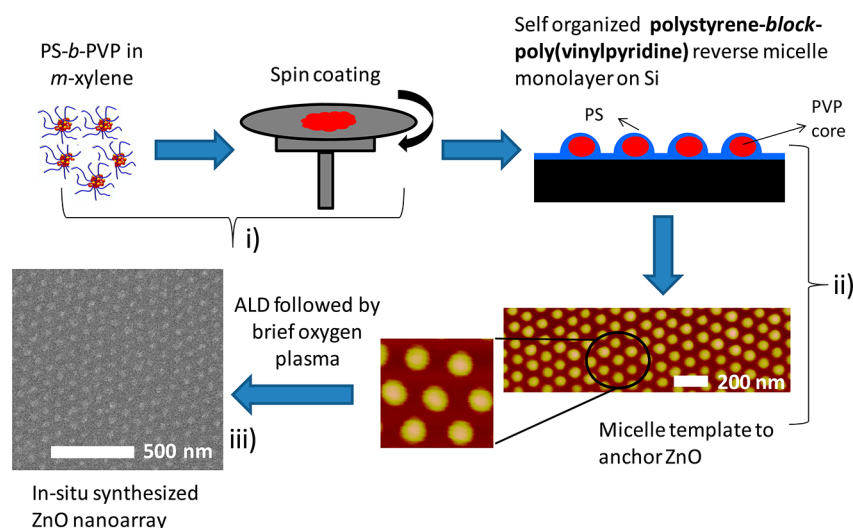 PS-b-PVP in
m-xylene
Spin coating
Self organized polystyrene-block-
poly(vinylpyridine) reverse micelle
monolayer on Si
PS
PVP
core
i)
ii)
ALD followed by
brief oxygen
plasma
200 nm
500 nm
iii)
Micelle template to
anchor ZnO
In-situ synthesized
ZnO nanoarray